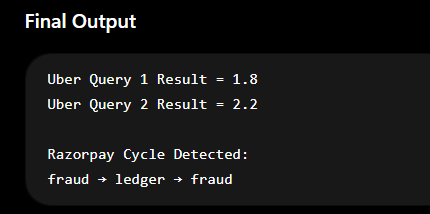 Final Output
Uber Query 1 Result = 1.8
Uber Query 2 Result = 2.2
Razorpay Cycle Detected:
fraud → ledger → fraud